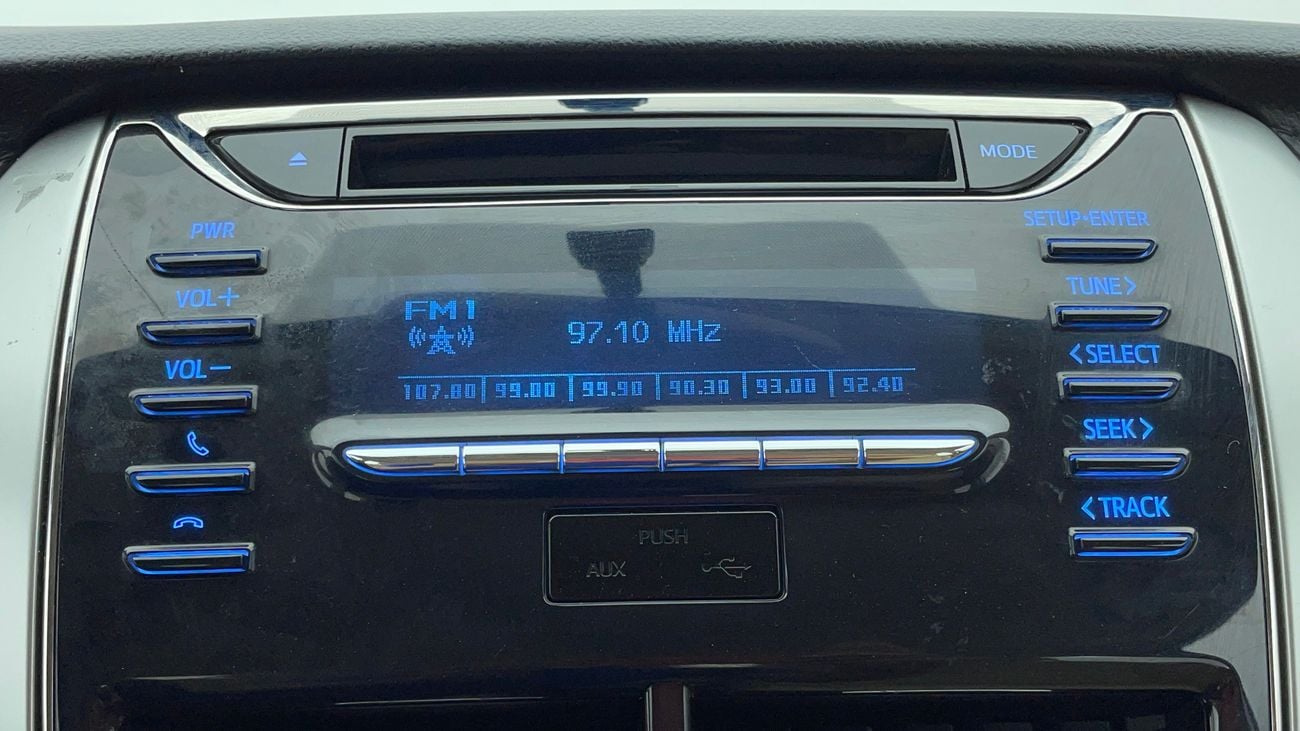 MODE
PWR
SETUP•ENTER
VOL+
TUNE>
FM1
97.10 MHz
VOL-
<SELECT
107.80 99.00 99.90 90.30 93.00 92.40
SEEK>
<TRACK
PUSH
AUX